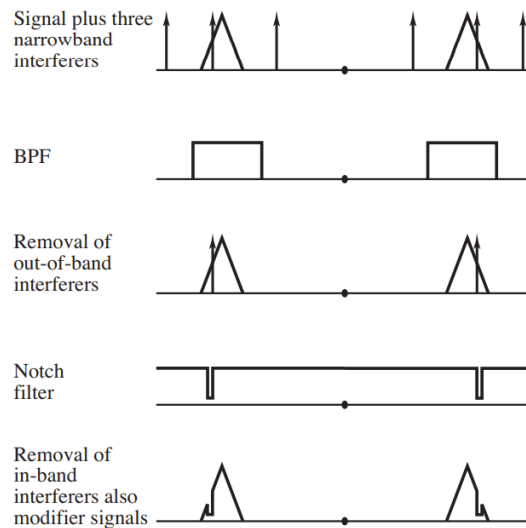 Signal plus three
narrowband
interferers
BPF
Removal of
out-of-band
interferers
Notch
filter
Removal of
in-band
interferers also
modifier signals